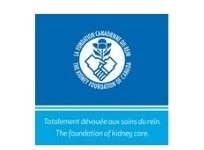 LA FONDATION CANADIENNE DU REIN
THE KIDNEY FOUNDATION OF CANADA
Totalement dévouée aux soins du rein.
The foundation of kidney care.